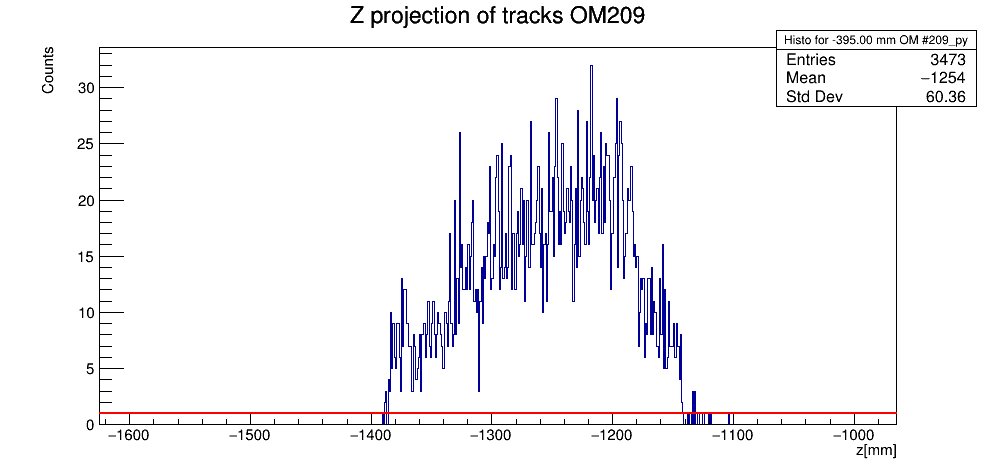 Z projection of tracks OM209
Histo for -395.00 mm OM #209_py
Entries 3473
Mean −1254
Std Dev 60.36
Counts
30
25
20
15
10
5
0
−1600 −1500 −1400 −1300 −1200 −1100 −1000
z[mm]